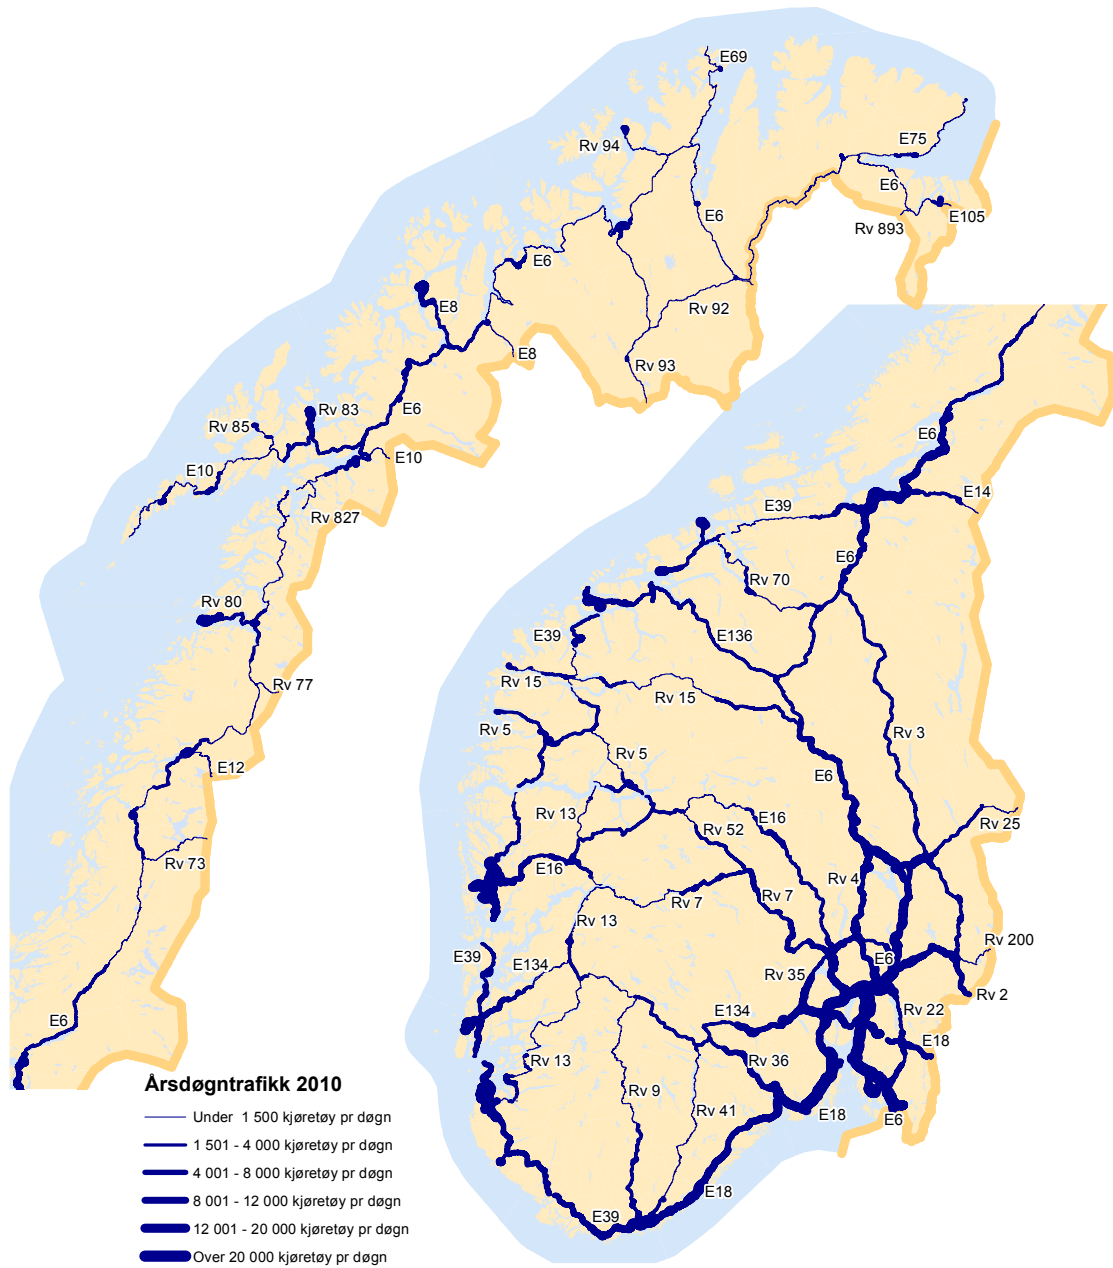 E69
Rv 94
E75
E6
E105
Rv 893
E6
E6
E8
Rv 92
E8
Rv 93
Rv 83
E6
Rv 85
E10
E10
Rv 827
E6
E14
E39
E6
Rv 70
Rv 80
E136
E39
Rv 15
Rv 15
Rv 77
Rv 5
Rv 3
Rv 5
E6
E12
Rv 13
E16
Rv 25
Rv 52
Rv 73
E16
Rv 4
Rv 7
Rv 7
Rv 13
Rv 200
E39
E6
E134
Rv 35
Rv 2
E6
E134
Rv 22
E18
Rv 13
Rv 36
Rv 9
Rv 41
E18
E6
E18
E39
Årsdøgntrafikk 2010
Under 1 500 kjøretøy pr døgn
1 501 - 4 000 kjøretøy pr døgn
4 001 - 8 000 kjøretøy pr døgn
8 001 - 12 000 kjøretøy pr døgn
12 001 - 20 000 kjøretøy pr døgn
Over 20 000 kjøretøy pr døgn